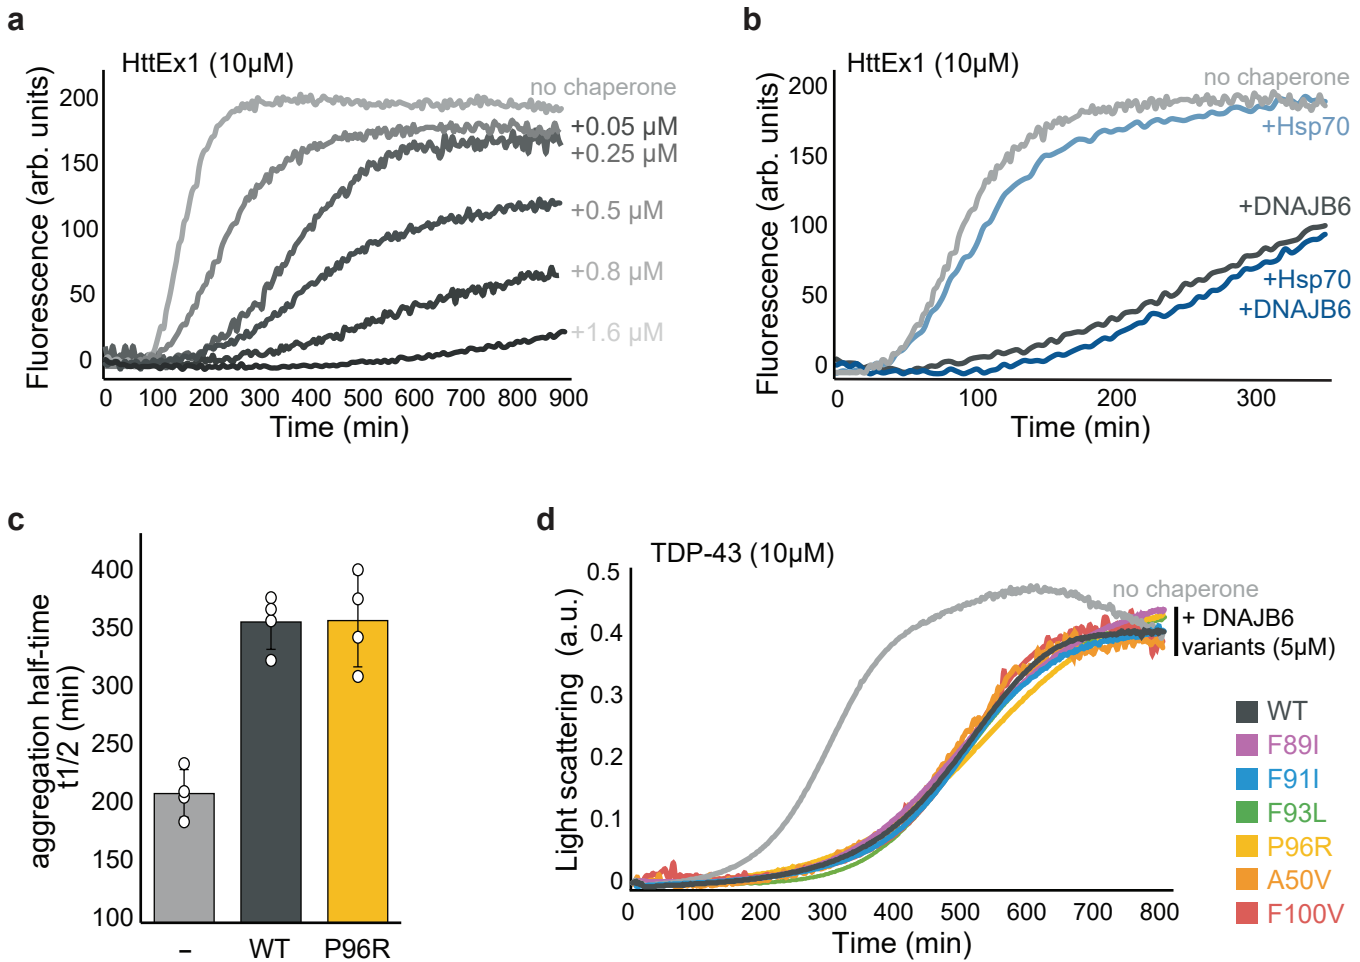 a
HttEx1 (10µM)
Fluorescence (arb. units)
200
150
100
50
0
no chaperone
+0.05 µM
+0.25 µM
+0.5 µM
+0.8 µM
+1.6 µM
0 100 200 300 400 500 600 700 800 900
Time (min)
b
HttEx1 (10µM)
Fluorescence (arb. units)
200
150
100
50
0
no chaperone
+Hsp70
+DNAJB6
+Hsp70
+DNAJB6
0 100 200 300
Time (min)
c
aggregation half-time
t1/2 (min)
400
350
300
250
200
150
100
– WT P96R
d
TDP-43 (10µM)
Light scattering (a.u.)
0.5
0.4
0.3
0.2
0.1
0
no chaperone
+ DNAJB6
variants (5µM)
WT
F89I
F91I
F93L
P96R
A50V
F100V
0 100 200 300 400 500 600 700 800
Time (min)